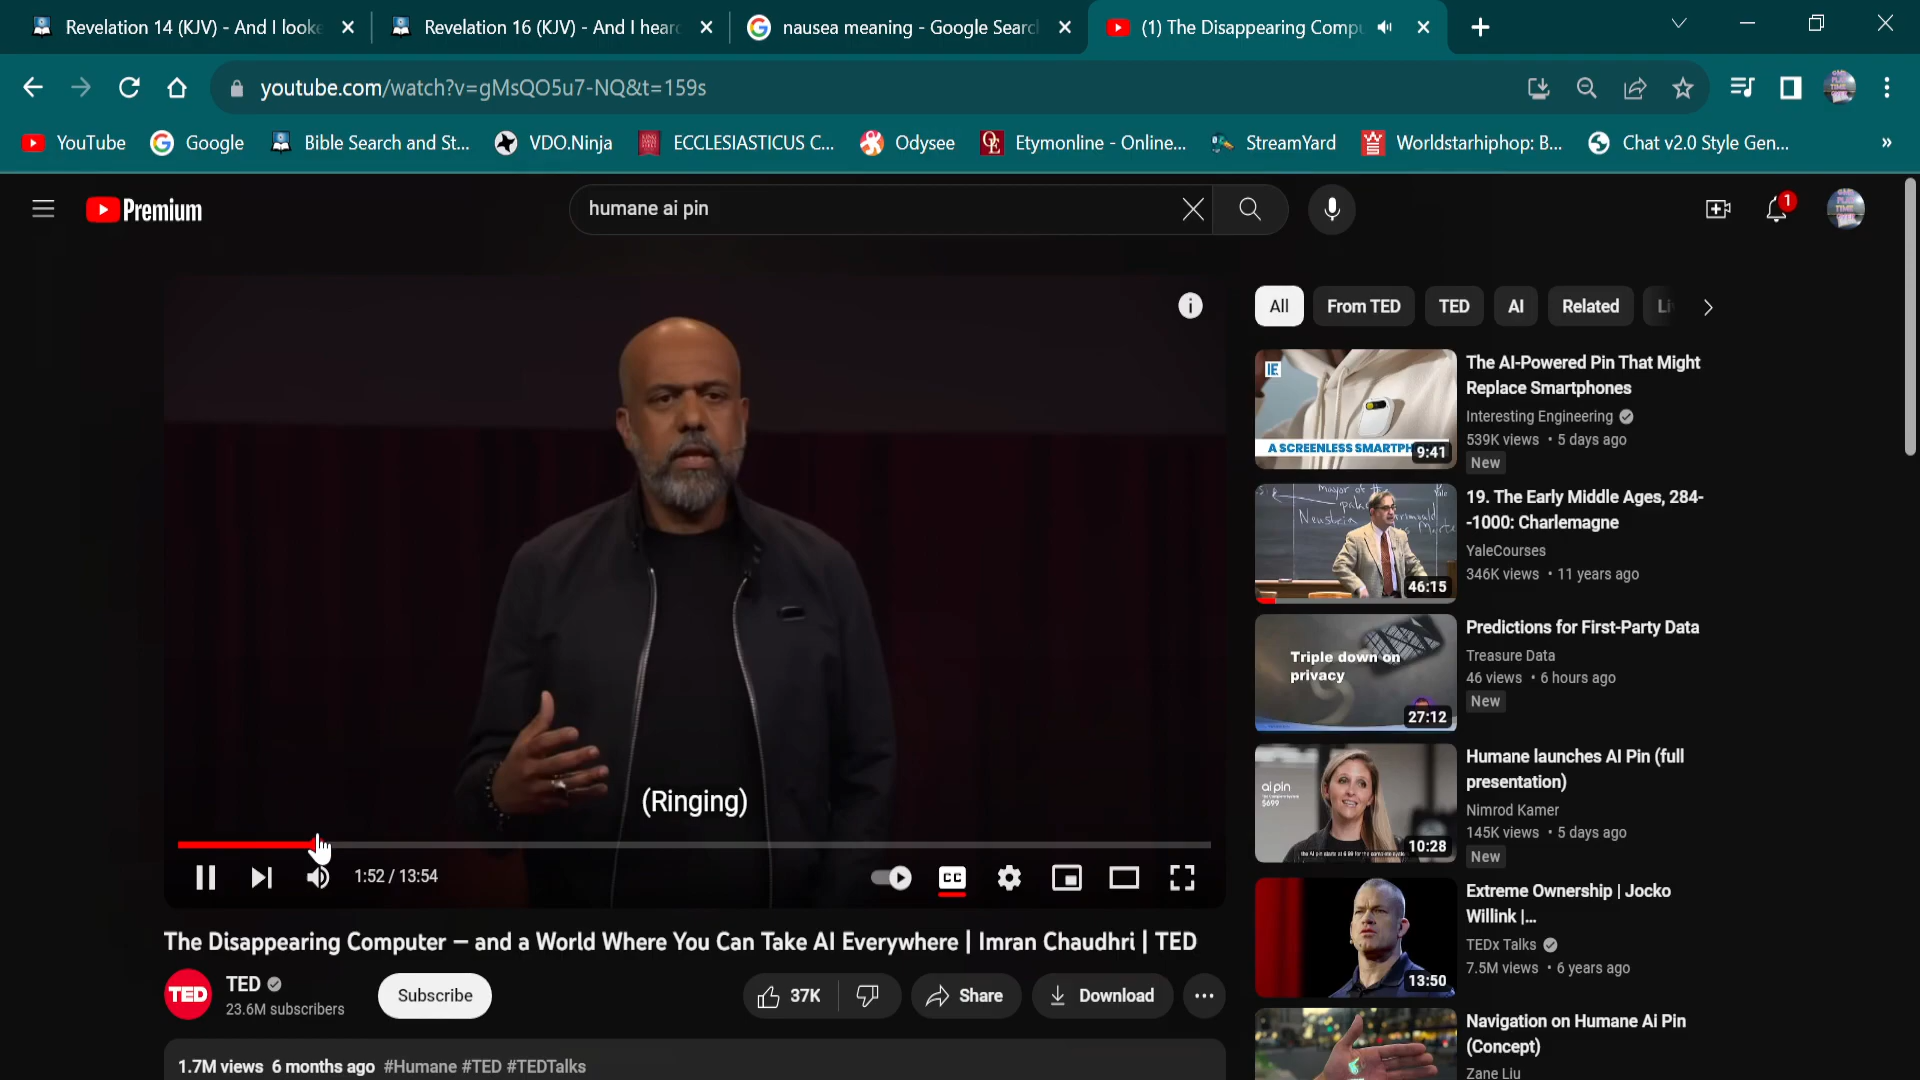 Revelation 14 (KJV) - And I looke
Revelation 16 (KJV) - And I hear
nausea meaning - Google Search
(1) The Disappearing Compu
youtube.com/watch?v=gMsQO5u7-NQ&t=159s
YouTube
Google
Bible Search and St...
VDO.Ninja
ECCLESIASTICUS C...
Odysee
Etymonline - Online...
StreamYard
Worldstarhiphop: B...
Chat v2.0 Style Gen...
»
Premium
humane ai pin
1
(Ringing)
1:52 / 13:54
CC
The Disappearing Computer — and a World Where You Can Take AI Everywhere | Imran Chaudhri | TED
TED
TED
23.6M subscribers
Subscribe
37K
Share
Download
1.7M views 6 months ago #Humane #TED #TEDTalks
All
From TED
TED
AI
Related
Li
IE
A SCREENLESS SMARTPH
9:41
The AI-Powered Pin That Might
Replace Smartphones
Interesting Engineering
539K views • 5 days ago
New
46:15
19. The Early Middle Ages, 284-
-1000: Charlemagne
YaleCourses
346K views • 11 years ago
Triple down on
privacy
27:12
Predictions for First-Party Data
Treasure Data
46 views • 6 hours ago
New
ai pin
$699
10:28
Humane launches AI Pin (full
presentation)
Nimrod Kamer
145K views • 5 days ago
New
13:50
Extreme Ownership | Jocko
Willink |...
TEDx Talks
7.5M views • 6 years ago
Navigation on Humane Ai Pin
(Concept)
Zane Liu